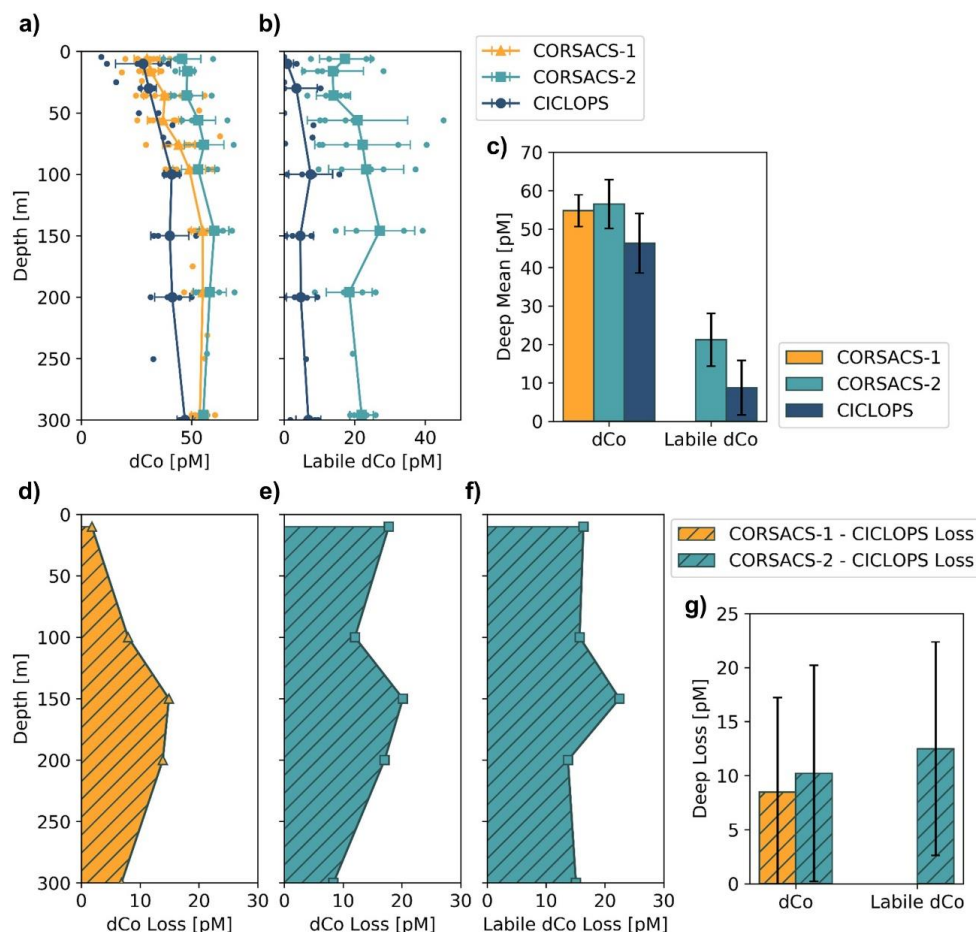 a)
b)
0
50
100
150
200
250
300
Depth [m]
0
50
dCo [pM]
0
20
40
Labile dCo [pM]
CORSACS-1
CORSACS-2
CICLOPS
c)
70
60
50
40
30
20
10
0
Deep Mean [pM]
dCo
Labile dCo
CORSACS-1
CORSACS-2
CICLOPS
d)
e)
f)
0
50
100
150
200
250
300
Depth [m]
0
10
20
30
dCo Loss [pM]
0
10
20
30
dCo Loss [pM]
0
10
20
30
Labile dCo Loss [pM]
CORSACS-1 - CICLOPS Loss
CORSACS-2 - CICLOPS Loss
g)
25
20
15
10
5
0
Deep Loss [pM]
dCo
Labile dCo